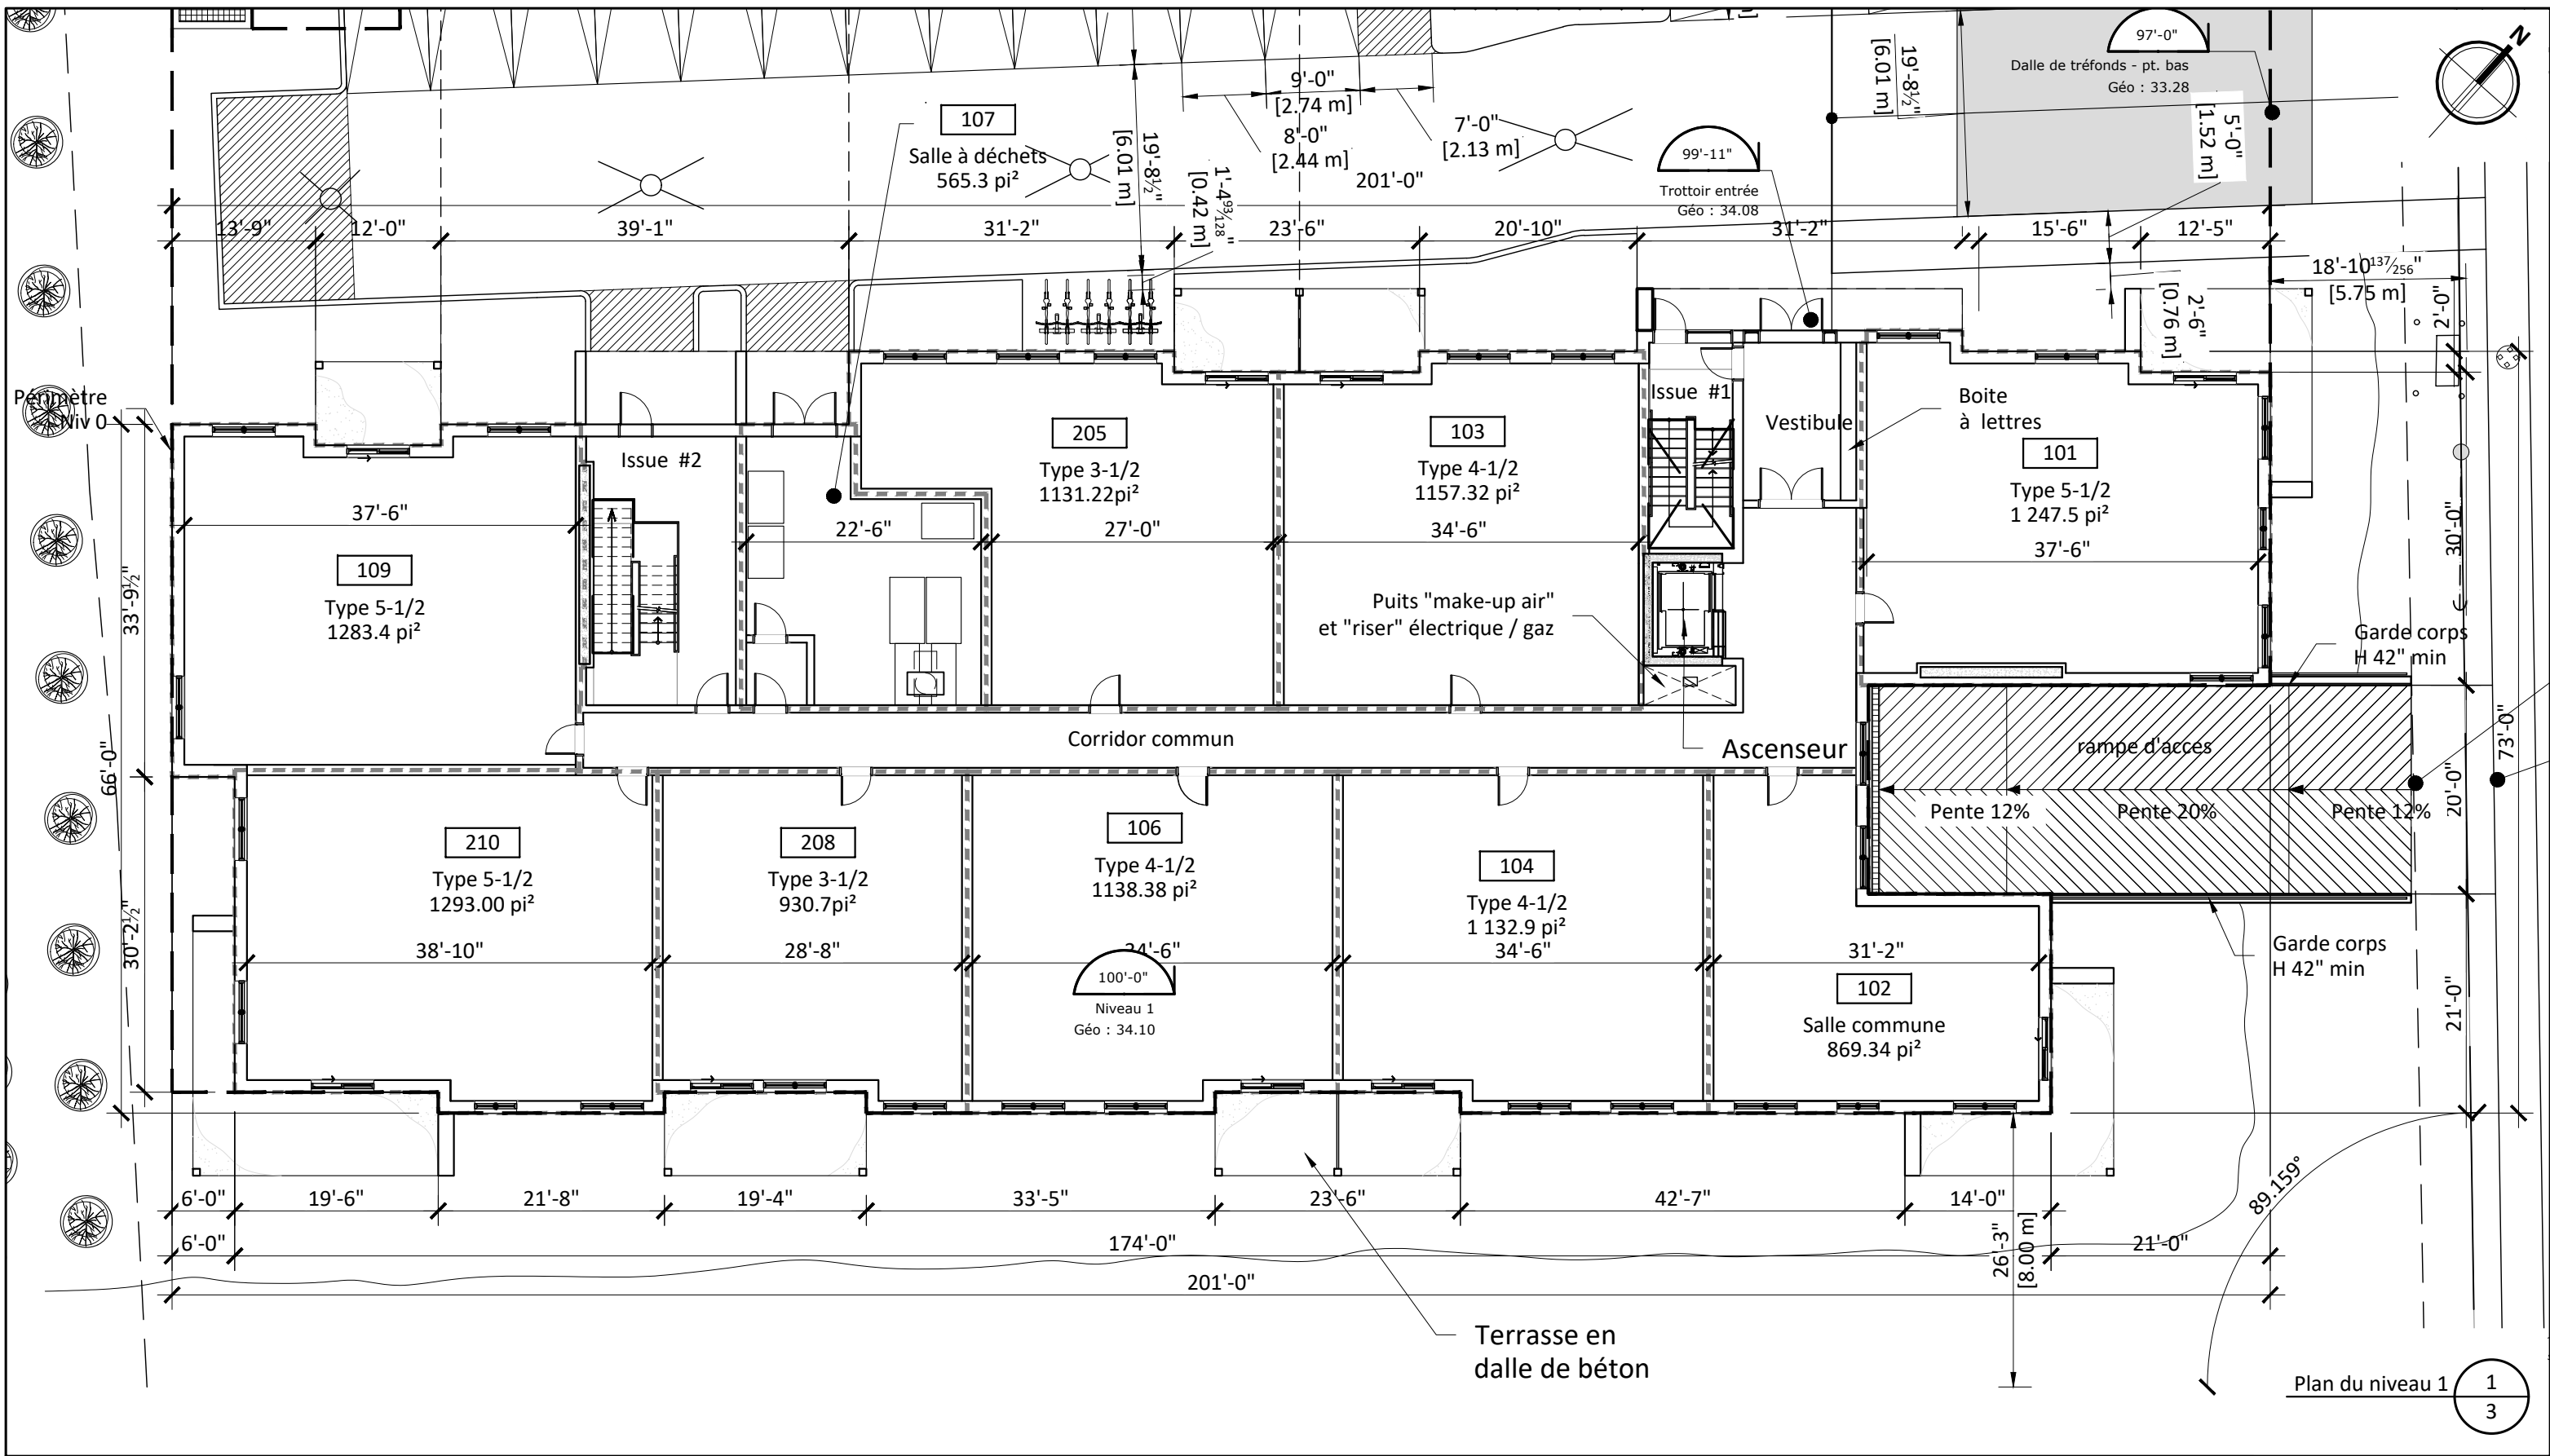 N
97'-0"
Dalle de tréfonds - pt. bas
Géo : 33.28
19'-8½"
[6.01 m]
5'-0"
[1.52 m]
9'-0"
[2.74 m]
8'-0"
[2.44 m]
7'-0"
[2.13 m]
107
Salle à déchets
565.3 pi²
19'-8½"
[6.01 m]
1'-4 93/128"
[0.42 m]
99'-11"
Trottoir entrée
Géo : 34.08
201'-0"
13'-9"
12'-0"
39'-1"
31'-2"
23'-6"
20'-10"
31'-2"
15'-6"
12'-5"
18'-10 137/256"
[5.75 m]
2'-6"
[0.76 m]
2'-0"
Périmètre
Niv 0
Issue #2
205
Type 3-1/2
1131.22pi²
27'-0"
103
Type 4-1/2
1157.32 pi²
34'-6"
Issue #1
Vestibule
Boite
à lettres
101
Type 5-1/2
1 247.5 pi²
37'-6"
30'-0"
37'-6"
109
Type 5-1/2
1283.4 pi²
22'-6"
33'-9½"
66'-0"
30'-2½"
Puits "make-up air"
et "riser" électrique / gaz
Garde corps
H 42" min
Corridor commun
Ascenseur
rampe d'acces
Pente 12%
Pente 20%
Pente 12%
20'-0"
73'-0"
21'-0"
210
Type 5-1/2
1293.00 pi²
38'-10"
208
Type 3-1/2
930.7pi²
28'-8"
106
Type 4-1/2
1138.38 pi²
34'-6"
100'-0"
Niveau 1
Géo : 34.10
104
Type 4-1/2
1 132.9 pi²
34'-6"
31'-2"
102
Salle commune
869.34 pi²
Garde corps
H 42" min
6'-0"
19'-6"
21'-8"
19'-4"
33'-5"
23'-6"
42'-7"
14'-0"
6'-0"
174'-0"
21'-0"
26'-3"
[8.00 m]
89.159°
201'-0"
Terrasse en
dalle de béton
Plan du niveau 1
1
3